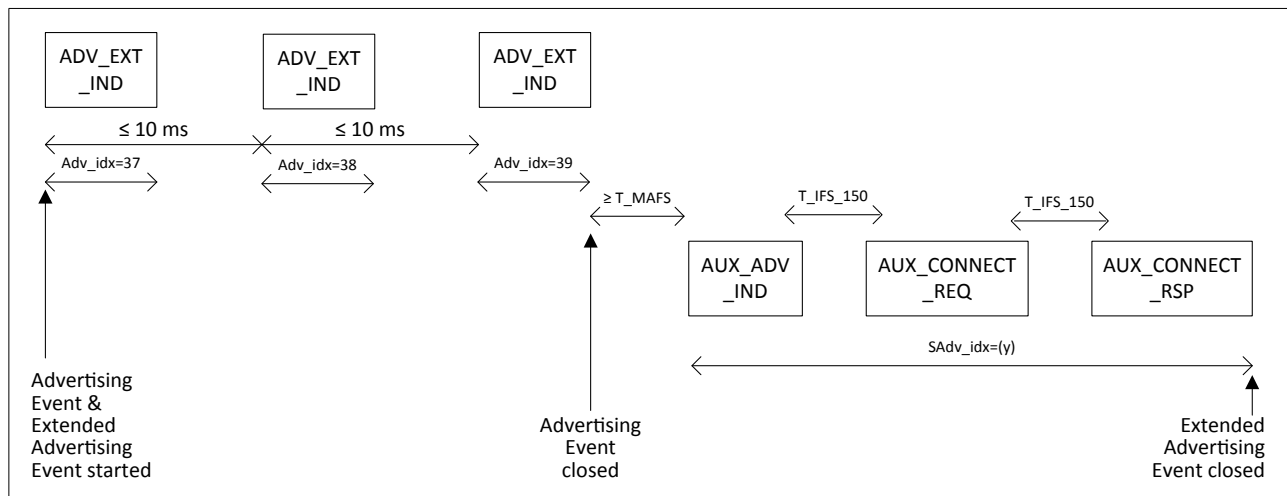 ADV_EXT
_IND
ADV_EXT
_IND
ADV_EXT
_IND
≤ 10 ms
≤ 10 ms
Adv_idx=37
Adv_idx=38
Adv_idx=39
≥ T_MAFS
T_IFS_150
T_IFS_150
AUX_ADV
_IND
AUX_CONNECT
_REQ
AUX_CONNECT
_RSP
SAdv_idx=(y)
Advertising
Event &
Extended
Advertising
Event started
Advertising
Event
closed
Extended
Advertising
Event closed